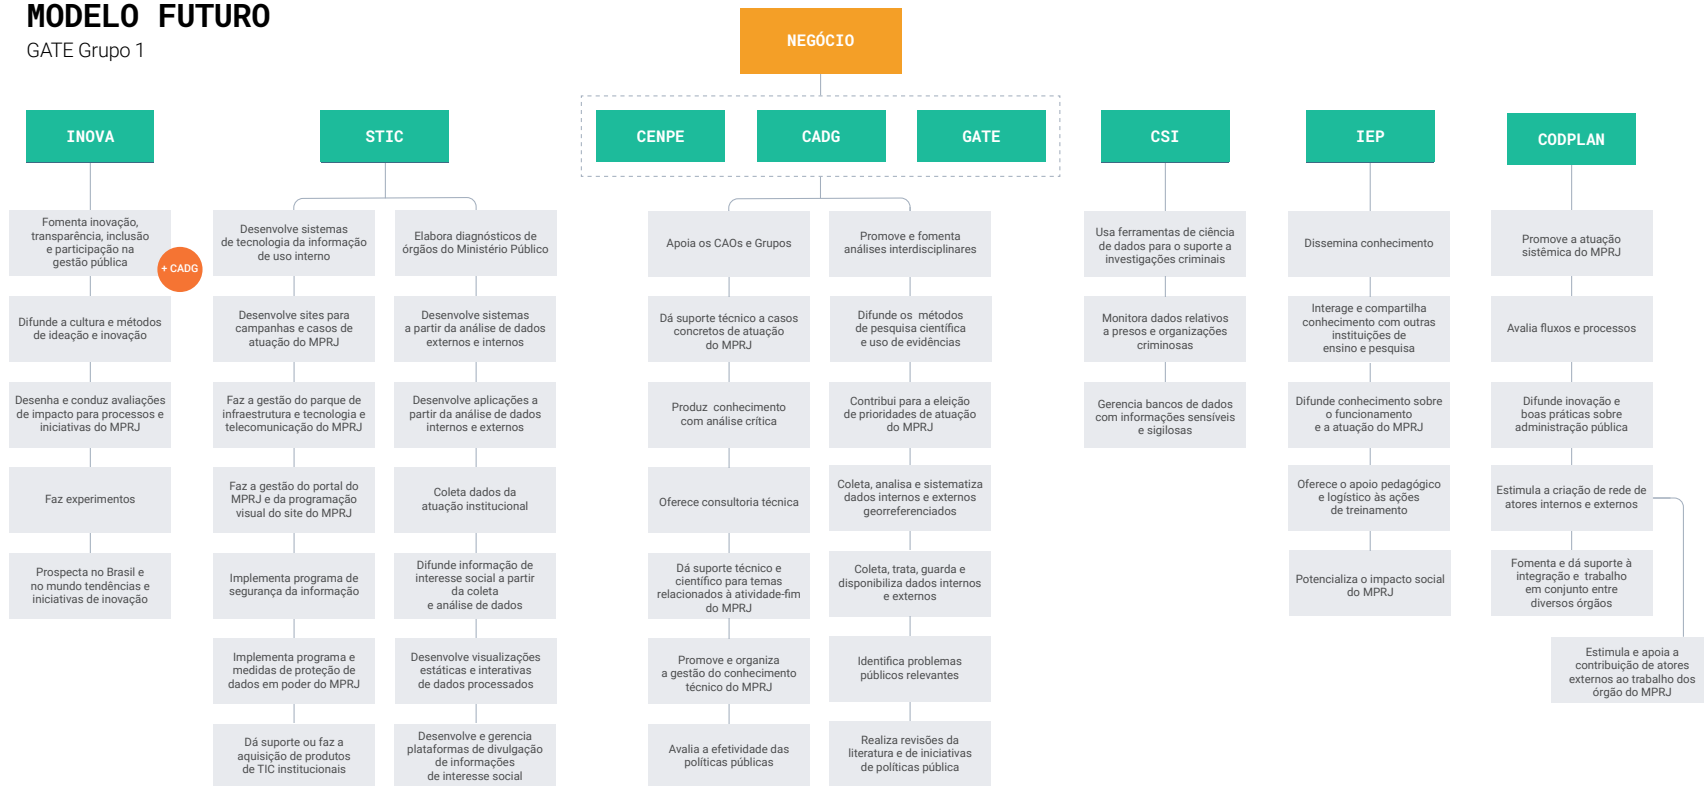 MODELO FUTURO
GATE Grupo 1
NEGÓCIO
INOVA
STIC
CENPE
CADG
GATE
CSI
IEP
CODPLAN
Fomenta inovação,
transparência, inclusão
e participação na
gestão pública
+ CADG
Difunde a cultura e métodos
de ideação e inovação
Desenha e conduz avaliações
de impacto para processos e
iniciativas do MPRJ
Faz experimentos
Prospecta no Brasil e
no mundo tendências e
iniciativas de inovação
Desenvolve sistemas
de tecnologia da informação
de uso interno
Desenvolve sites para
campanhas e casos de
atuação do MPRJ
Faz a gestão do parque de
infraestrutura e tecnologia e
telecomunicação do MPRJ
Faz a gestão do portal do
MPRJ e da programação
visual do site do MPRJ
Implementa programa de
segurança da informação
Implementa programa e
medidas de proteção de
dados em poder do MPRJ
Dá suporte ou faz a
aquisição de produtos
de TIC institucionais
Elabora diagnósticos de
órgãos do Ministério Público
Desenvolve sistemas
a partir da análise de dados
externos e internos
Desenvolve aplicações a
partir da análise de dados
internos e externos
Coleta dados da
atuação institucional
Difunde informação de
interesse social a partir
da coleta
e análise de dados
Desenvolve visualizações
estáticas e interativas
de dados processados
Desenvolve e gerencia
plataformas de divulgação
de informações
de interesse social
Apoia os CAOs e Grupos
Dá suporte técnico a casos
concretos de atuação
do MPRJ
Produz conhecimento
com análise crítica
Oferece consultoria técnica
Dá suporte técnico e
científico para temas
relacionados à atividade-fim
do MPRJ
Promove e organiza
a gestão do conhecimento
técnico do MPRJ
Avalia a efetividade das
políticas públicas
Promove e fomenta
análises interdisciplinares
Difunde os métodos
de pesquisa científica
e uso de evidências
Contribui para a eleição
de prioridades de atuação
do MPRJ
Coleta, analisa e sistematiza
dados internos e externos
georreferenciados
Coleta, trata, guarda e
disponibiliza dados internos
e externos
Identifica problemas
públicos relevantes
Realiza revisões da
literatura e de iniciativas
de políticas pública
Usa ferramentas de ciência
de dados para o suporte a
investigações criminais
Monitora dados relativos
a presos e organizações
criminosas
Gerencia bancos de dados
com informações sensíveis
e sigilosas
Dissemina conhecimento
Interage e compartilha
conhecimento com outras
instituições de
ensino e pesquisa
Difunde conhecimento sobre
o funcionamento
e a atuação do MPRJ
Oferece o apoio pedagógico
e logístico às ações
de treinamento
Potencializa o impacto social
do MPRJ
Promove a atuação
sistêmica do MPRJ
Avalia fluxos e processos
Difunde inovação e
boas práticas sobre
administração pública
Estimula a criação de rede de
atores internos e externos
Fomenta e dá suporte à
integração e trabalho
em conjunto entre
diversos órgãos
Estimula e apoia a
contribuição de atores
externos ao trabalho dos
órgão do MPRJ